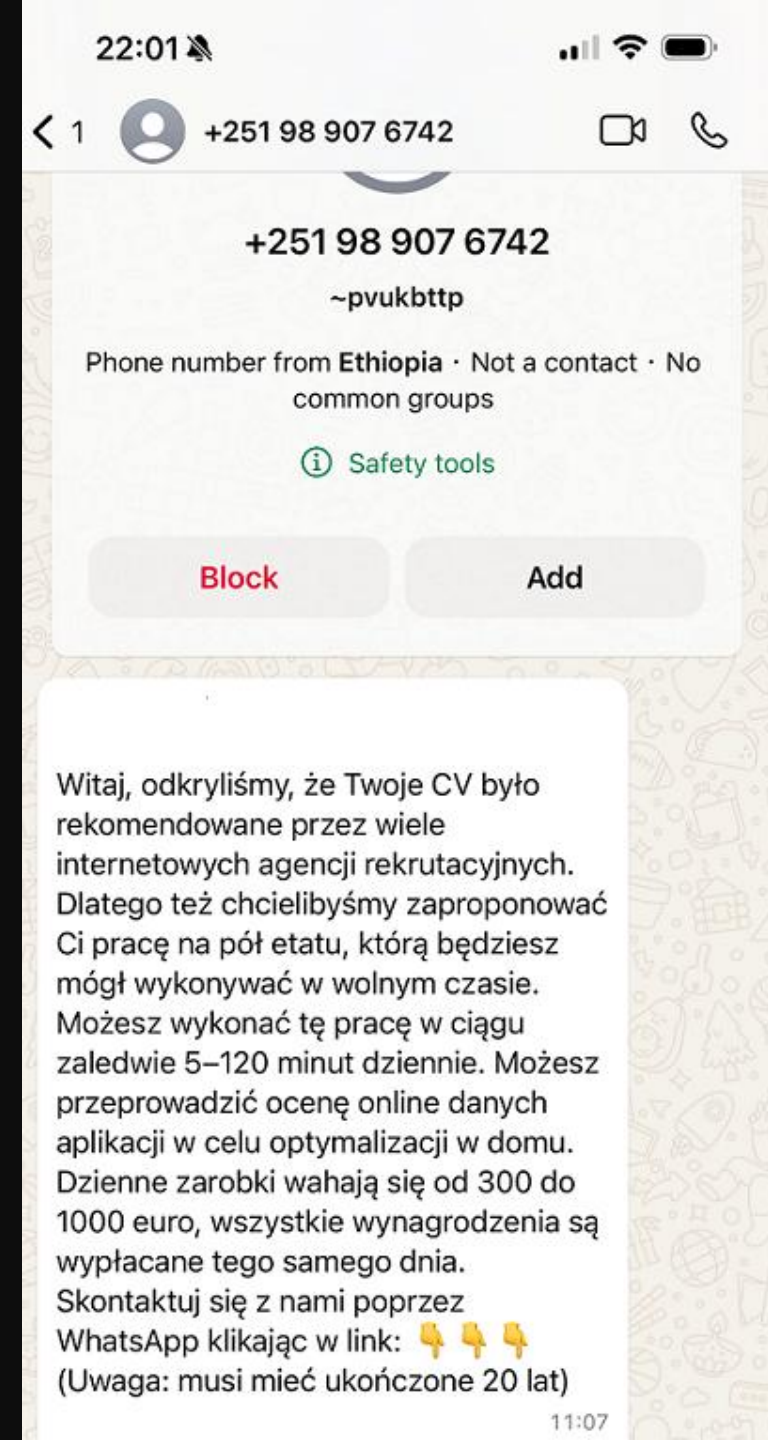 22:01
1
+251 98 907 6742
+251 98 907 6742
~pvukbttp
Phone number from Ethiopia · Not a contact · No
common groups
Safety tools
Block
Add
Witaj, odkryliśmy, że Twoje CV było
rekomendowane przez wiele
internetowych agencji rekrutacyjnych.
Dlatego też chcielibyśmy zaproponować
Ci pracę na pół etatu, którą będziesz
mógł wykonywać w wolnym czasie.
Możesz wykonać tę pracę w ciągu
zaledwie 5–120 minut dziennie. Możesz
przeprowadzić ocenę online danych
aplikacji w celu optymalizacji w domu.
Dzienne zarobki wahają się od 300 do
1000 euro, wszystkie wynagrodzenia są
wypłacane tego samego dnia.
Skontaktuj się z nami poprzez
WhatsApp klikając w link: 👇👇👇
(Uwaga: musi mieć ukończone 20 lat)
11:07